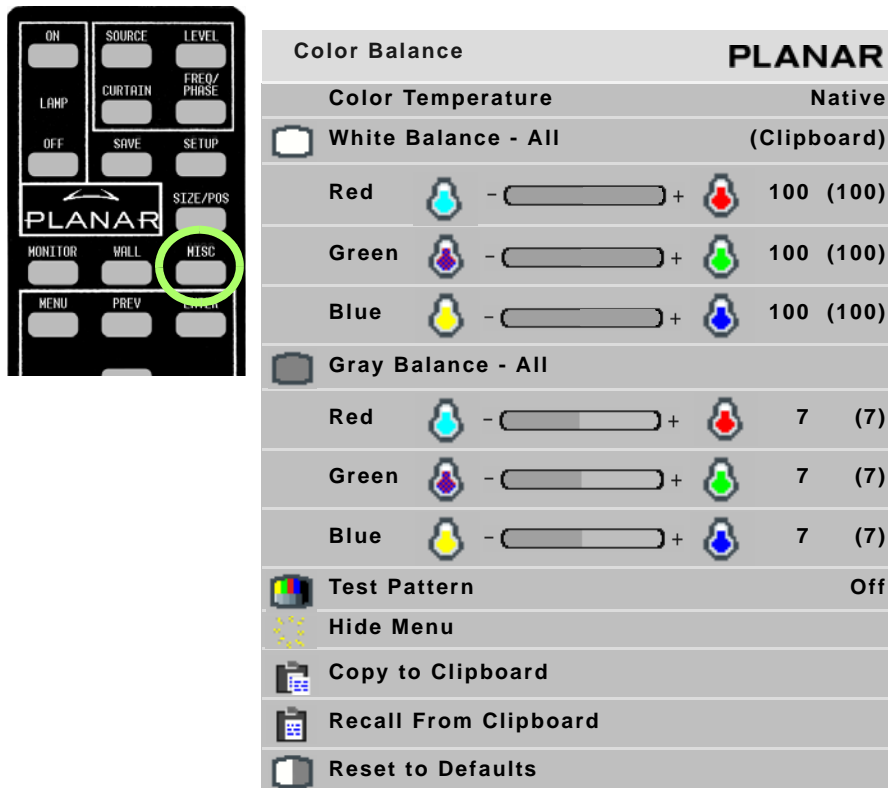 ON SOURCE LEVEL
LAMP CURTAIN FREQ/
PHASE
OFF SAVE SETUP
PLANAR SIZE/POS
MONITOR WALL MISC
MENU PREV ENTER
Color Balance PLANAR
Color Temperature Native
White Balance - All (Clipboard)
Red - + 100 (100)
Green - + 100 (100)
Blue - + 100 (100)
Gray Balance - All
Red - + 7 (7)
Green - + 7 (7)
Blue - + 7 (7)
Test Pattern Off
Hide Menu
Copy to Clipboard
Recall From Clipboard
Reset to Defaults